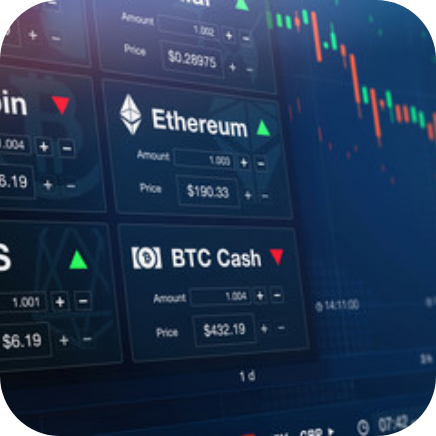 Amount 1.002 + −
Price $0.28975 + −
+ −
in
Ethereum
.004 + −
Amount 1.003 + −
6.19 + −
Price $190.33 + −
S
BTC Cash
1.001 + −
Amount 1.004 + −
$6.19 + −
Price $432.19 + −
14:11:00
1 d
GBP
07:42